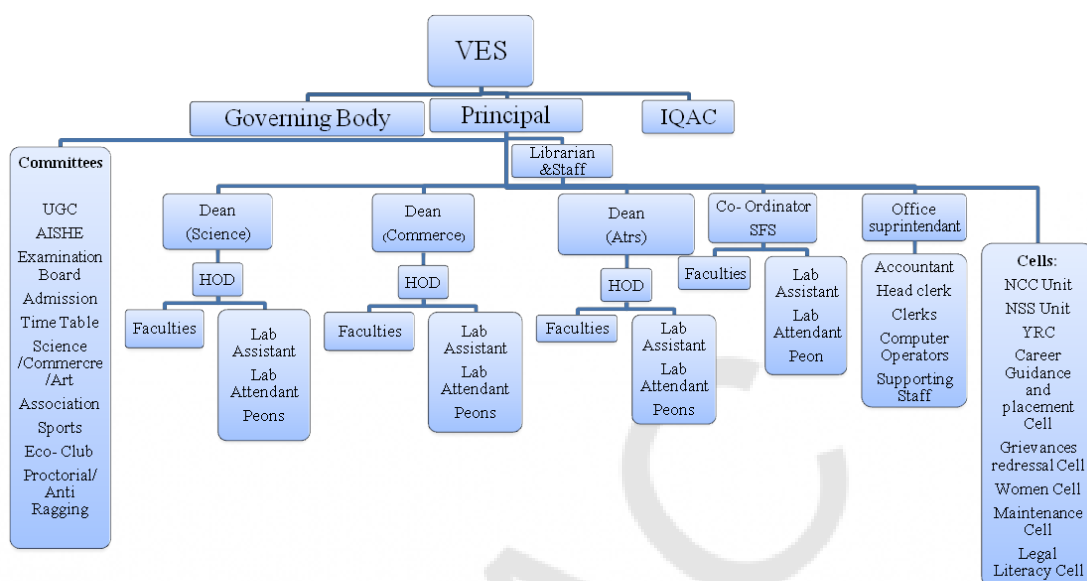 VES
Governing Body
Principal
IQAC
Librarian
&Staff
Committees
UGC
AISHE
Examination
Board
Admission
Time Table
Science
/Commercre
/Art
Association
Sports
Eco- Club
Proctorial/
Anti
Ragging
Dean
(Science)
HOD
Faculties
Lab
Assistant
Lab
Attendant
Peons
Dean
(Commerce)
HOD
Faculties
Lab
Assistant
Lab
Attendant
Peons
Dean
(Atrs)
HOD
Faculties
Lab
Assistant
Lab
Attendant
Peons
Co- Ordinator
SFS
Faculties
Lab
Assistant
Lab
Attendant
Peon
Office
suprintendant
Accountant
Head clerk
Clerks
Computer
Operators
Supporting
Staff
Cells:
NCC Unit
NSS Unit
YRC
Career
Guidance
and
placement
Cell
Grievances
redressal Cell
Women Cell
Maintenance
Cell
Legal
Literacy Cell